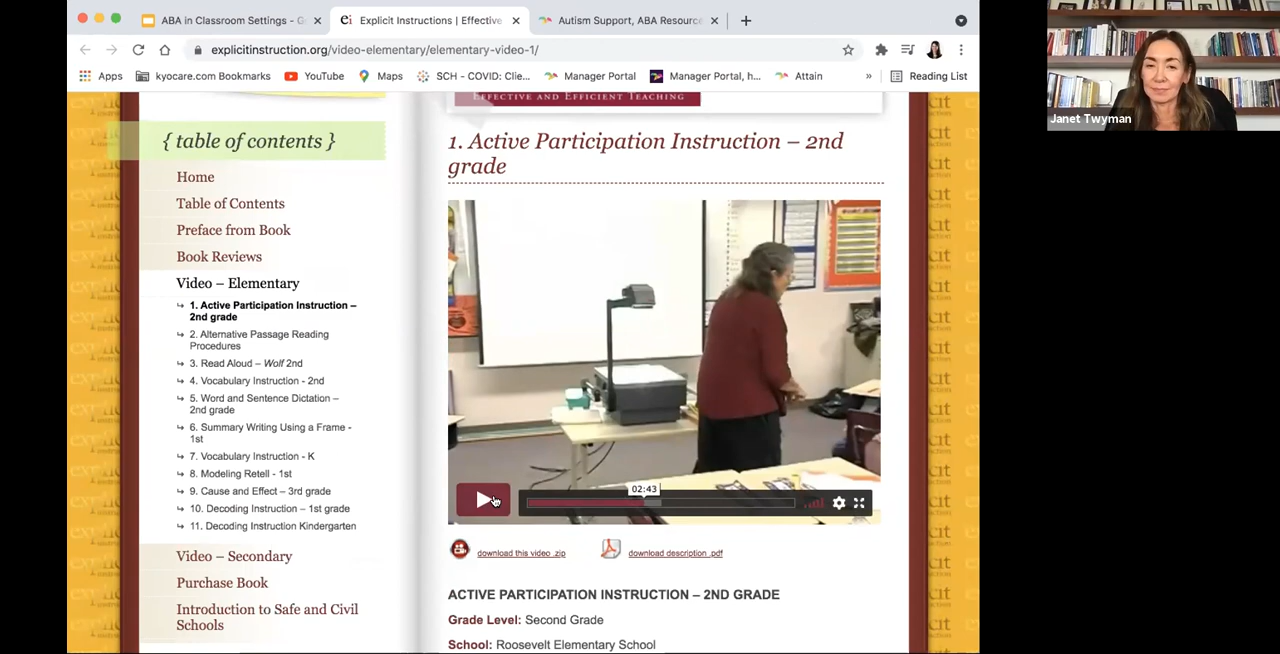 ABA in Classroom Settings - G
Explicit Instructions | Effective
Autism Support, ABA Resource
explicitinstruction.org/video-elementary/elementary-video-1/
Apps
kyocare.com Bookmarks
YouTube
Maps
SCH - COVID: Clie...
Manager Portal
Manager Portal, h...
Attain
»
Reading List
Janet Twyman
EFFECTIVE AND EFFICIENT TEACHING
{ table of contents }
Home
Table of Contents
Preface from Book
Book Reviews
Video – Elementary
1. Active Participation Instruction –
2nd grade
2. Alternative Passage Reading
Procedures
3. Read Aloud – Wolf 2nd
4. Vocabulary Instruction - 2nd
5. Word and Sentence Dictation –
2nd grade
6. Summary Writing Using a Frame -
1st
7. Vocabulary Instruction - K
8. Modeling Retell - 1st
9. Cause and Effect – 3rd grade
10. Decoding Instruction – 1st grade
11. Decoding Instruction Kindergarten
Video – Secondary
Purchase Book
Introduction to Safe and Civil
Schools
1. Active Participation Instruction – 2nd
grade
02:43
download this video .zip
download description .pdf
ACTIVE PARTICIPATION INSTRUCTION – 2ND GRADE
Grade Level: Second Grade
School: Roosevelt Elementary School